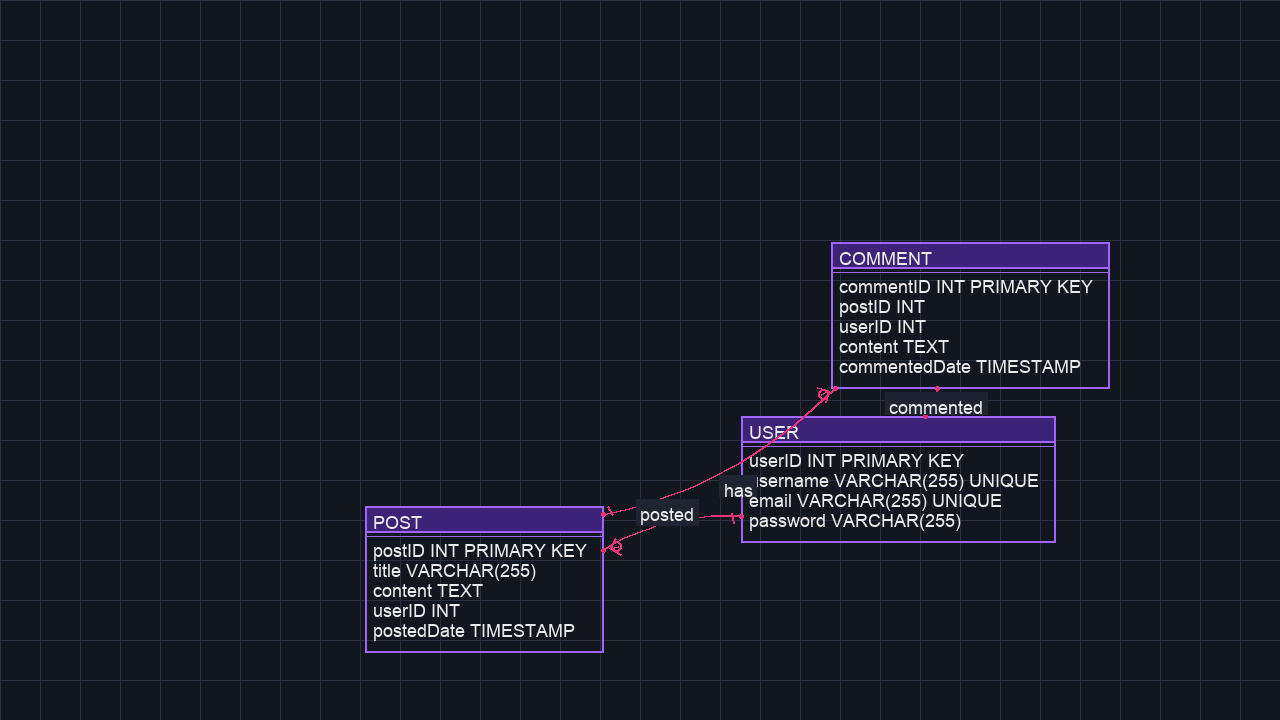 COMMENT
commentID INT PRIMARY KEY
postID INT
userID INT
content TEXT
commentedDate TIMESTAMP
commented
USER
userID INT PRIMARY KEY
username VARCHAR(255) UNIQUE
email VARCHAR(255) UNIQUE
password VARCHAR(255)
has
posted
POST
postID INT PRIMARY KEY
title VARCHAR(255)
content TEXT
userID INT
postedDate TIMESTAMP